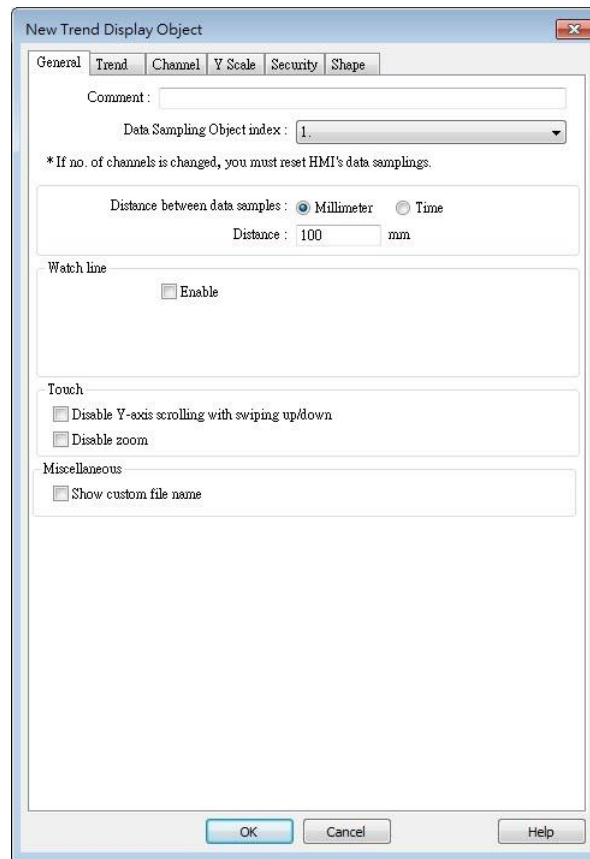 New Trend Display Object
General Trend Channel Y Scale Security Shape
Comment :
Data Sampling Object index : 1.
* If no. of channels is changed, you must reset HMI's data samplings.
Distance between data samples : Millimeter Time
Distance : 100 mm
Watch line
Enable
Touch
Disable Y-axis scrolling with swiping up/down
Disable zoom
Miscellaneous
Show custom file name
OK Cancel Help